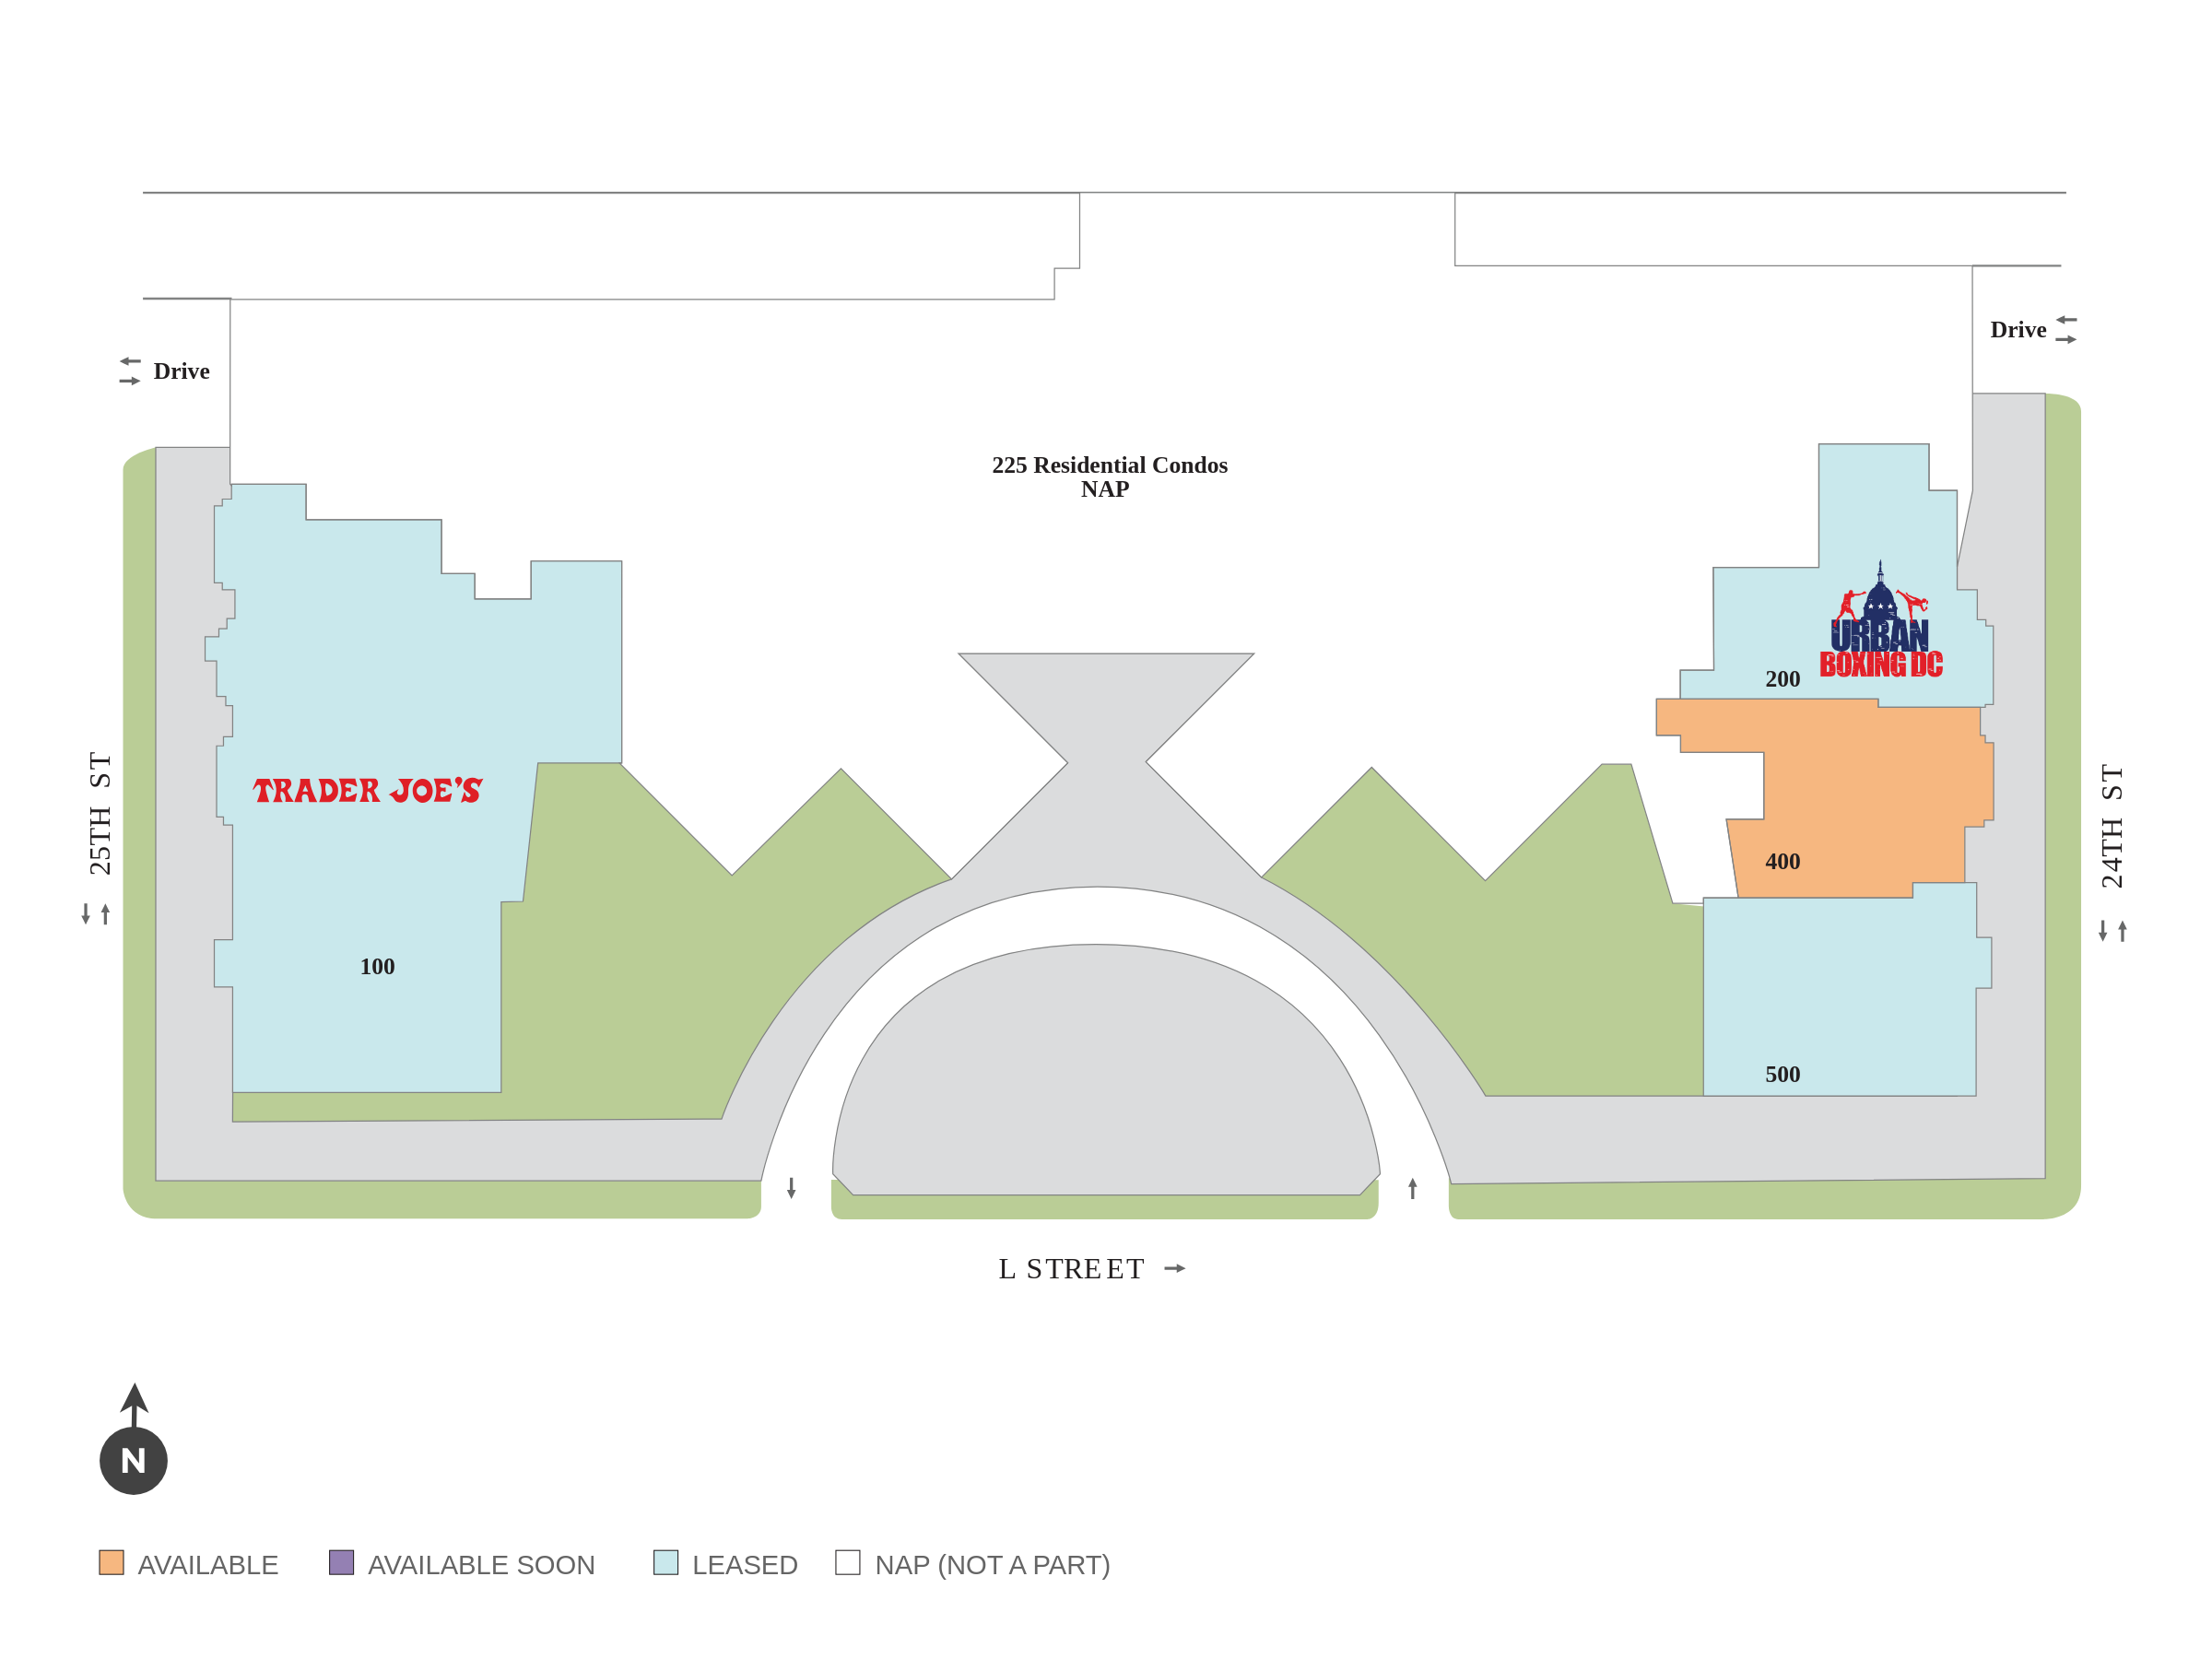 Drive
Drive
225 Residential Condos
NAP
URBAN
BOXING DC
200
TRADER JOE'S
25TH ST
24TH ST
400
100
500
L STREET
N
AVAILABLE
AVAILABLE SOON
LEASED
NAP (NOT A PART)